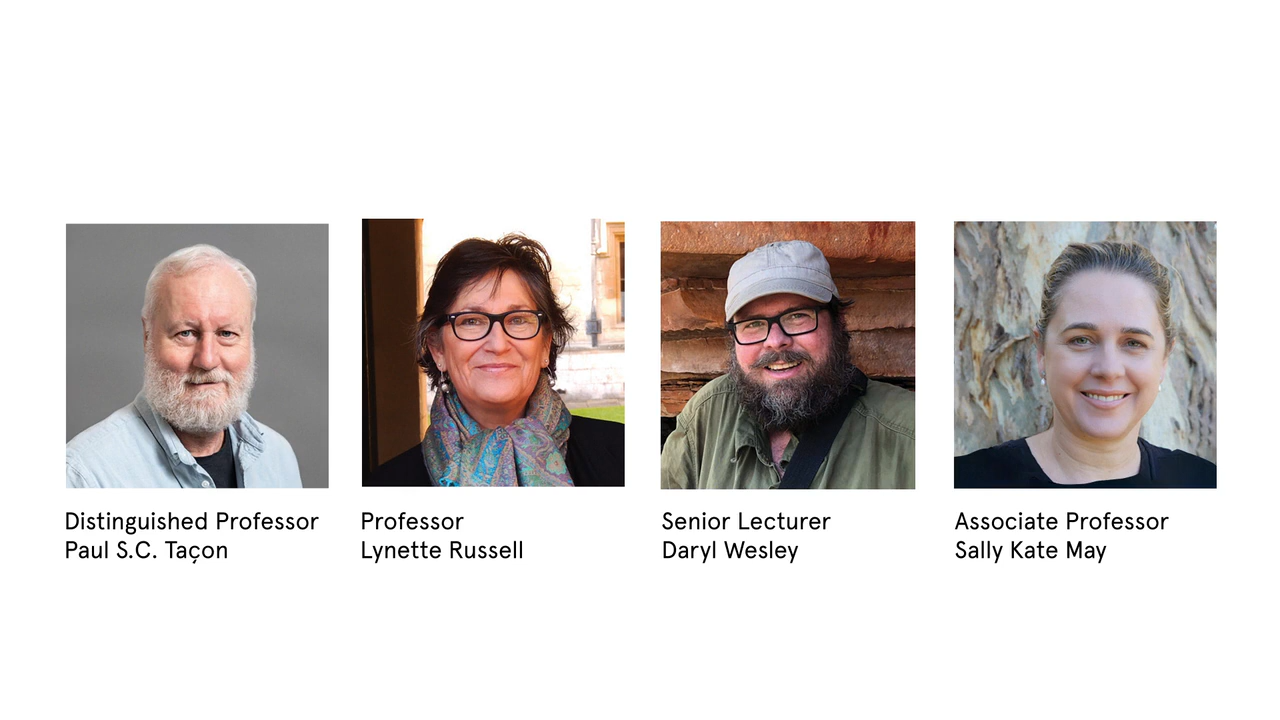 Distinguished Professor
Paul S.C. Taçon
Professor
Lynette Russell
Senior Lecturer
Daryl Wesley
Associate Professor
Sally Kate May